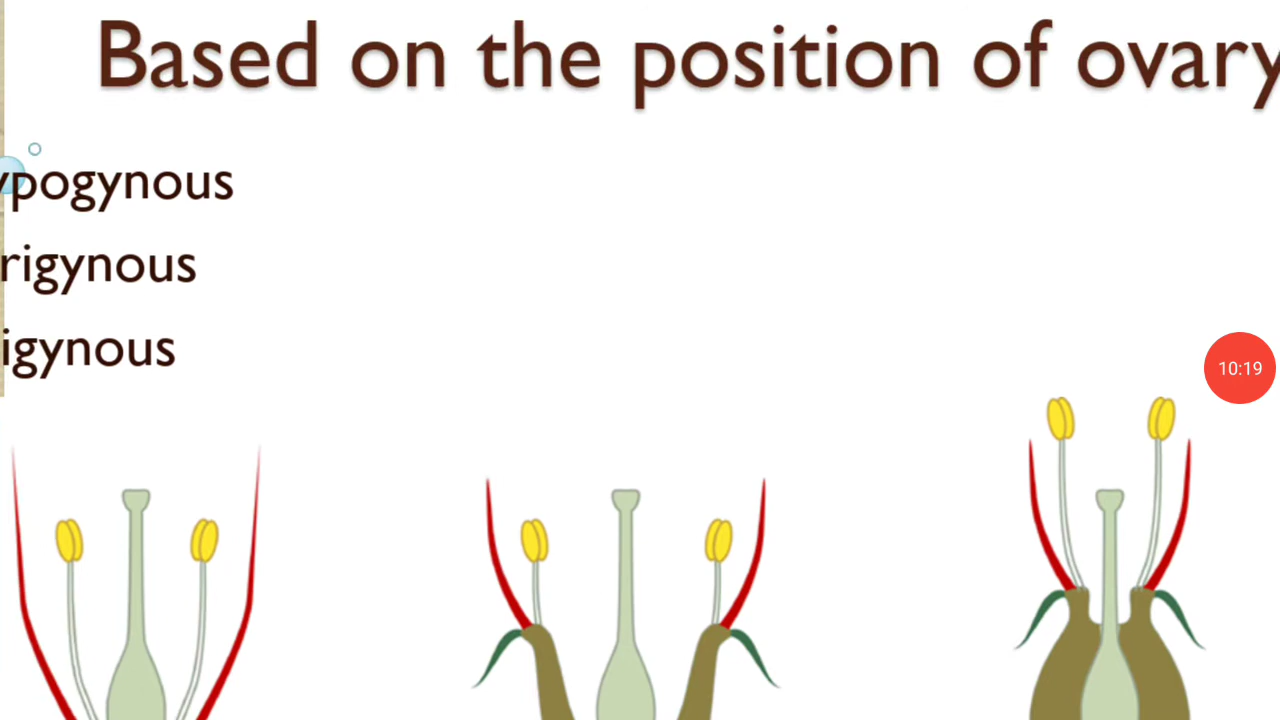 Based on the position of ovary
ypogynous
rigynous
igynous
10:19